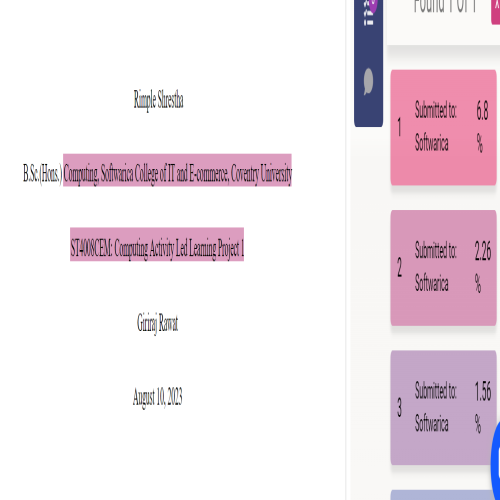 Found 1 Of 1
Rimple Shrestha
B.Sc.(Hons.) Computing, Softwarica College of IT and E-commerce, Coventry University
ST4008CEM: Computing Activity Led Learning Project 1
Giriraj Rawat
August 10, 2023
1 Submitted to: Softwarica 6.8 %
2 Submitted to: Softwarica 2.26 %
3 Submitted to: Softwarica 1.56 %